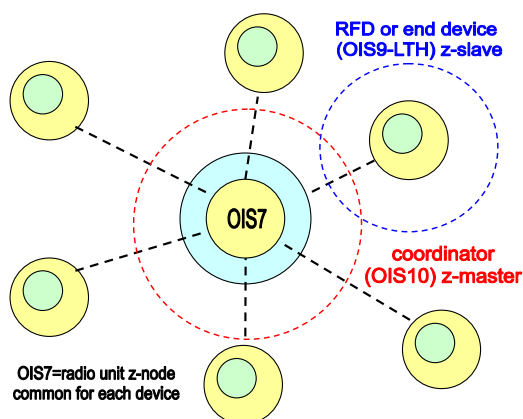 RFD or end device
(OIS9-LTH) z-slave
OIS7
coordinator
(OIS10) z-master
OIS7=radio unit z-node
common for each device